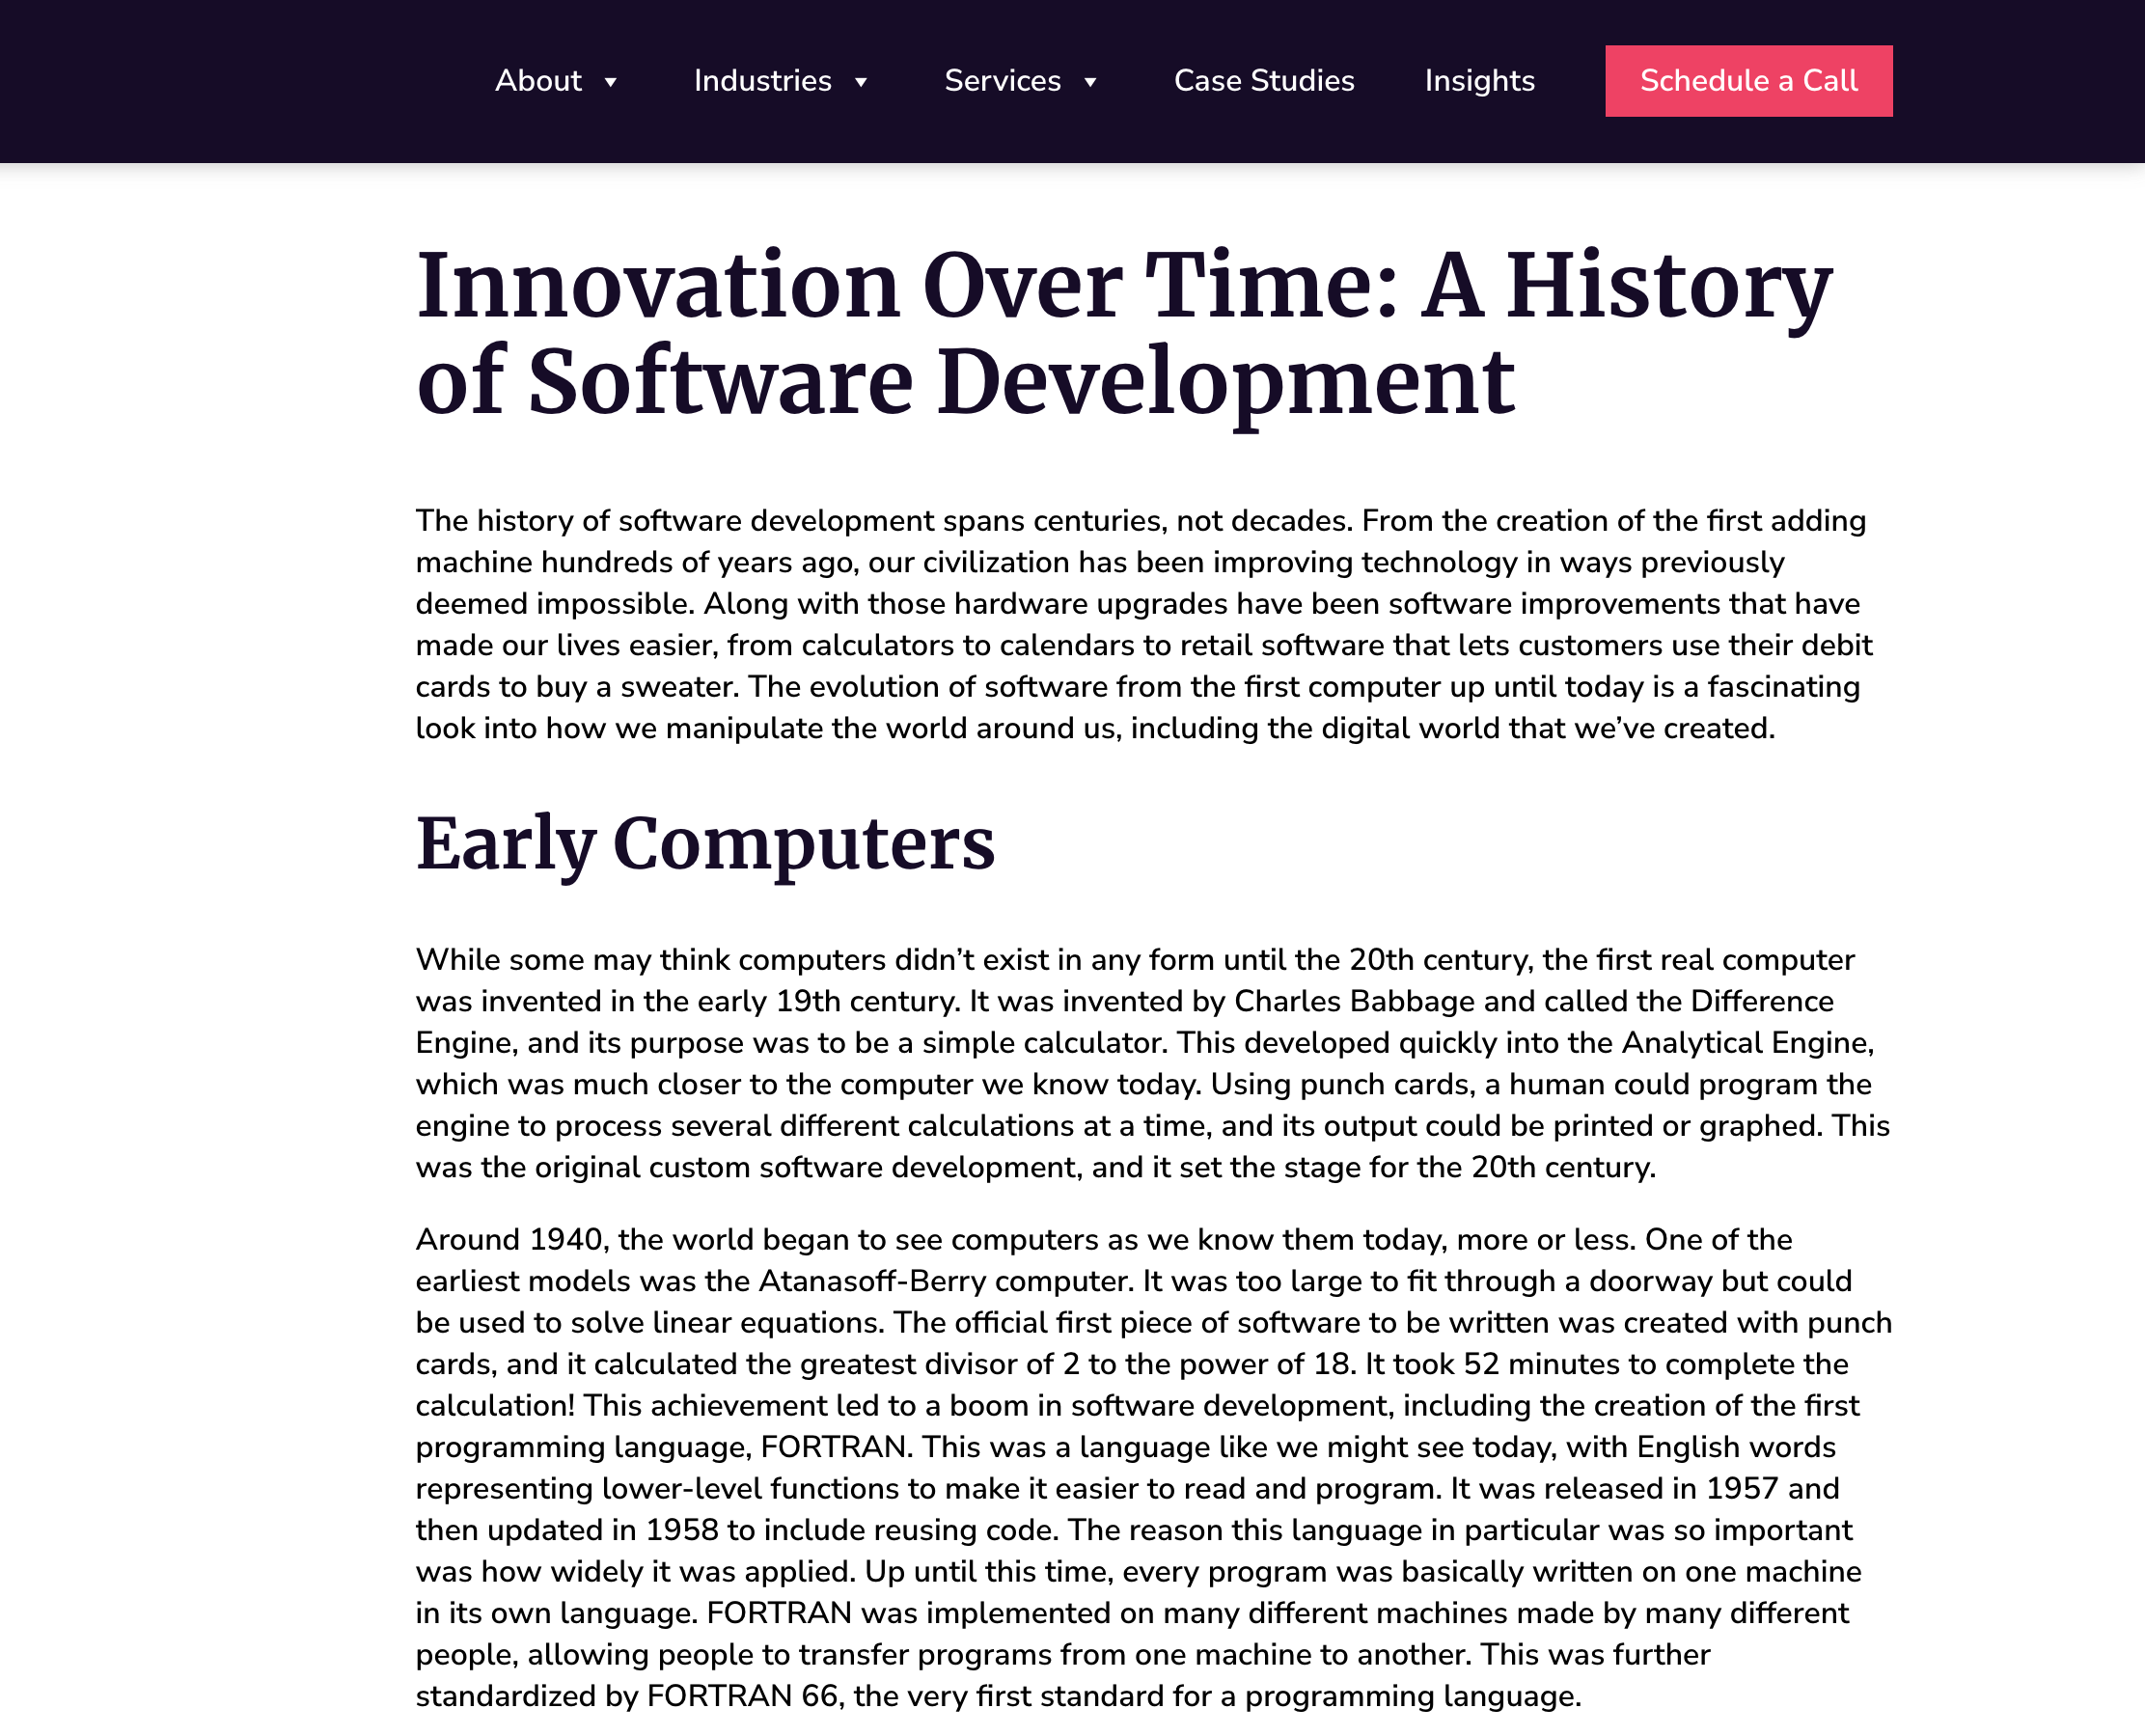 About Industries Services Case Studies Insights Schedule a Call
Innovation Over Time: A History
of Software Development
The history of software development spans centuries, not decades. From the creation of the first adding
machine hundreds of years ago, our civilization has been improving technology in ways previously
deemed impossible. Along with those hardware upgrades have been software improvements that have
made our lives easier, from calculators to calendars to retail software that lets customers use their debit
cards to buy a sweater. The evolution of software from the first computer up until today is a fascinating
look into how we manipulate the world around us, including the digital world that we’ve created.
Early Computers
While some may think computers didn’t exist in any form until the 20th century, the first real computer
was invented in the early 19th century. It was invented by Charles Babbage and called the Difference
Engine, and its purpose was to be a simple calculator. This developed quickly into the Analytical Engine,
which was much closer to the computer we know today. Using punch cards, a human could program the
engine to process several different calculations at a time, and its output could be printed or graphed. This
was the original custom software development, and it set the stage for the 20th century.
Around 1940, the world began to see computers as we know them today, more or less. One of the
earliest models was the Atanasoff-Berry computer. It was too large to fit through a doorway but could
be used to solve linear equations. The official first piece of software to be written was created with punch
cards, and it calculated the greatest divisor of 2 to the power of 18. It took 52 minutes to complete the
calculation! This achievement led to a boom in software development, including the creation of the first
programming language, FORTRAN. This was a language like we might see today, with English words
representing lower-level functions to make it easier to read and program. It was released in 1957 and
then updated in 1958 to include reusing code. The reason this language in particular was so important
was how widely it was applied. Up until this time, every program was basically written on one machine
in its own language. FORTRAN was implemented on many different machines made by many different
people, allowing people to transfer programs from one machine to another. This was further
standardized by FORTRAN 66, the very first standard for a programming language.